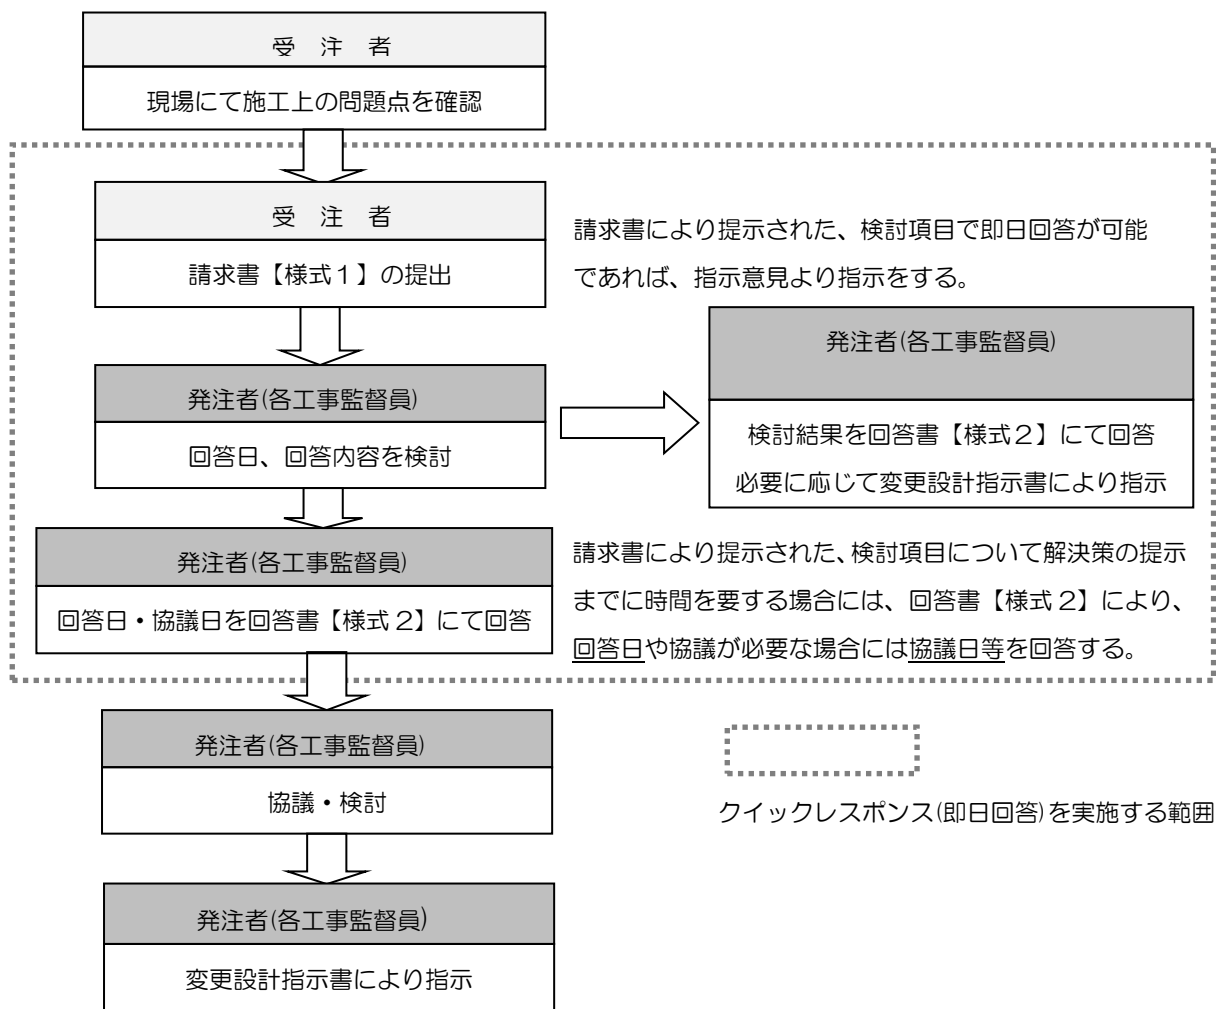 受 注 者
現場にて施工上の問題点を確認
受 注 者
請求書【様式１】の提出
請求書により提示された、検討項目で即日回答が可能
であれば、指示意見より指示をする。
発注者(各工事監督員)
回答日、回答内容を検討
発注者(各工事監督員)
検討結果を回答書【様式２】にて回答
必要に応じて変更設計指示書により指示
発注者(各工事監督員)
回答日・協議日を回答書【様式２】にて回答
請求書により提示された、検討項目について解決策の提示
までに時間を要する場合には、回答書【様式２】により、
回答日や協議が必要な場合には協議日等を回答する。
発注者(各工事監督員)
協議・検討
クイックレスポンス(即日回答)を実施する範囲
発注者(各工事監督員)
変更設計指示書により指示